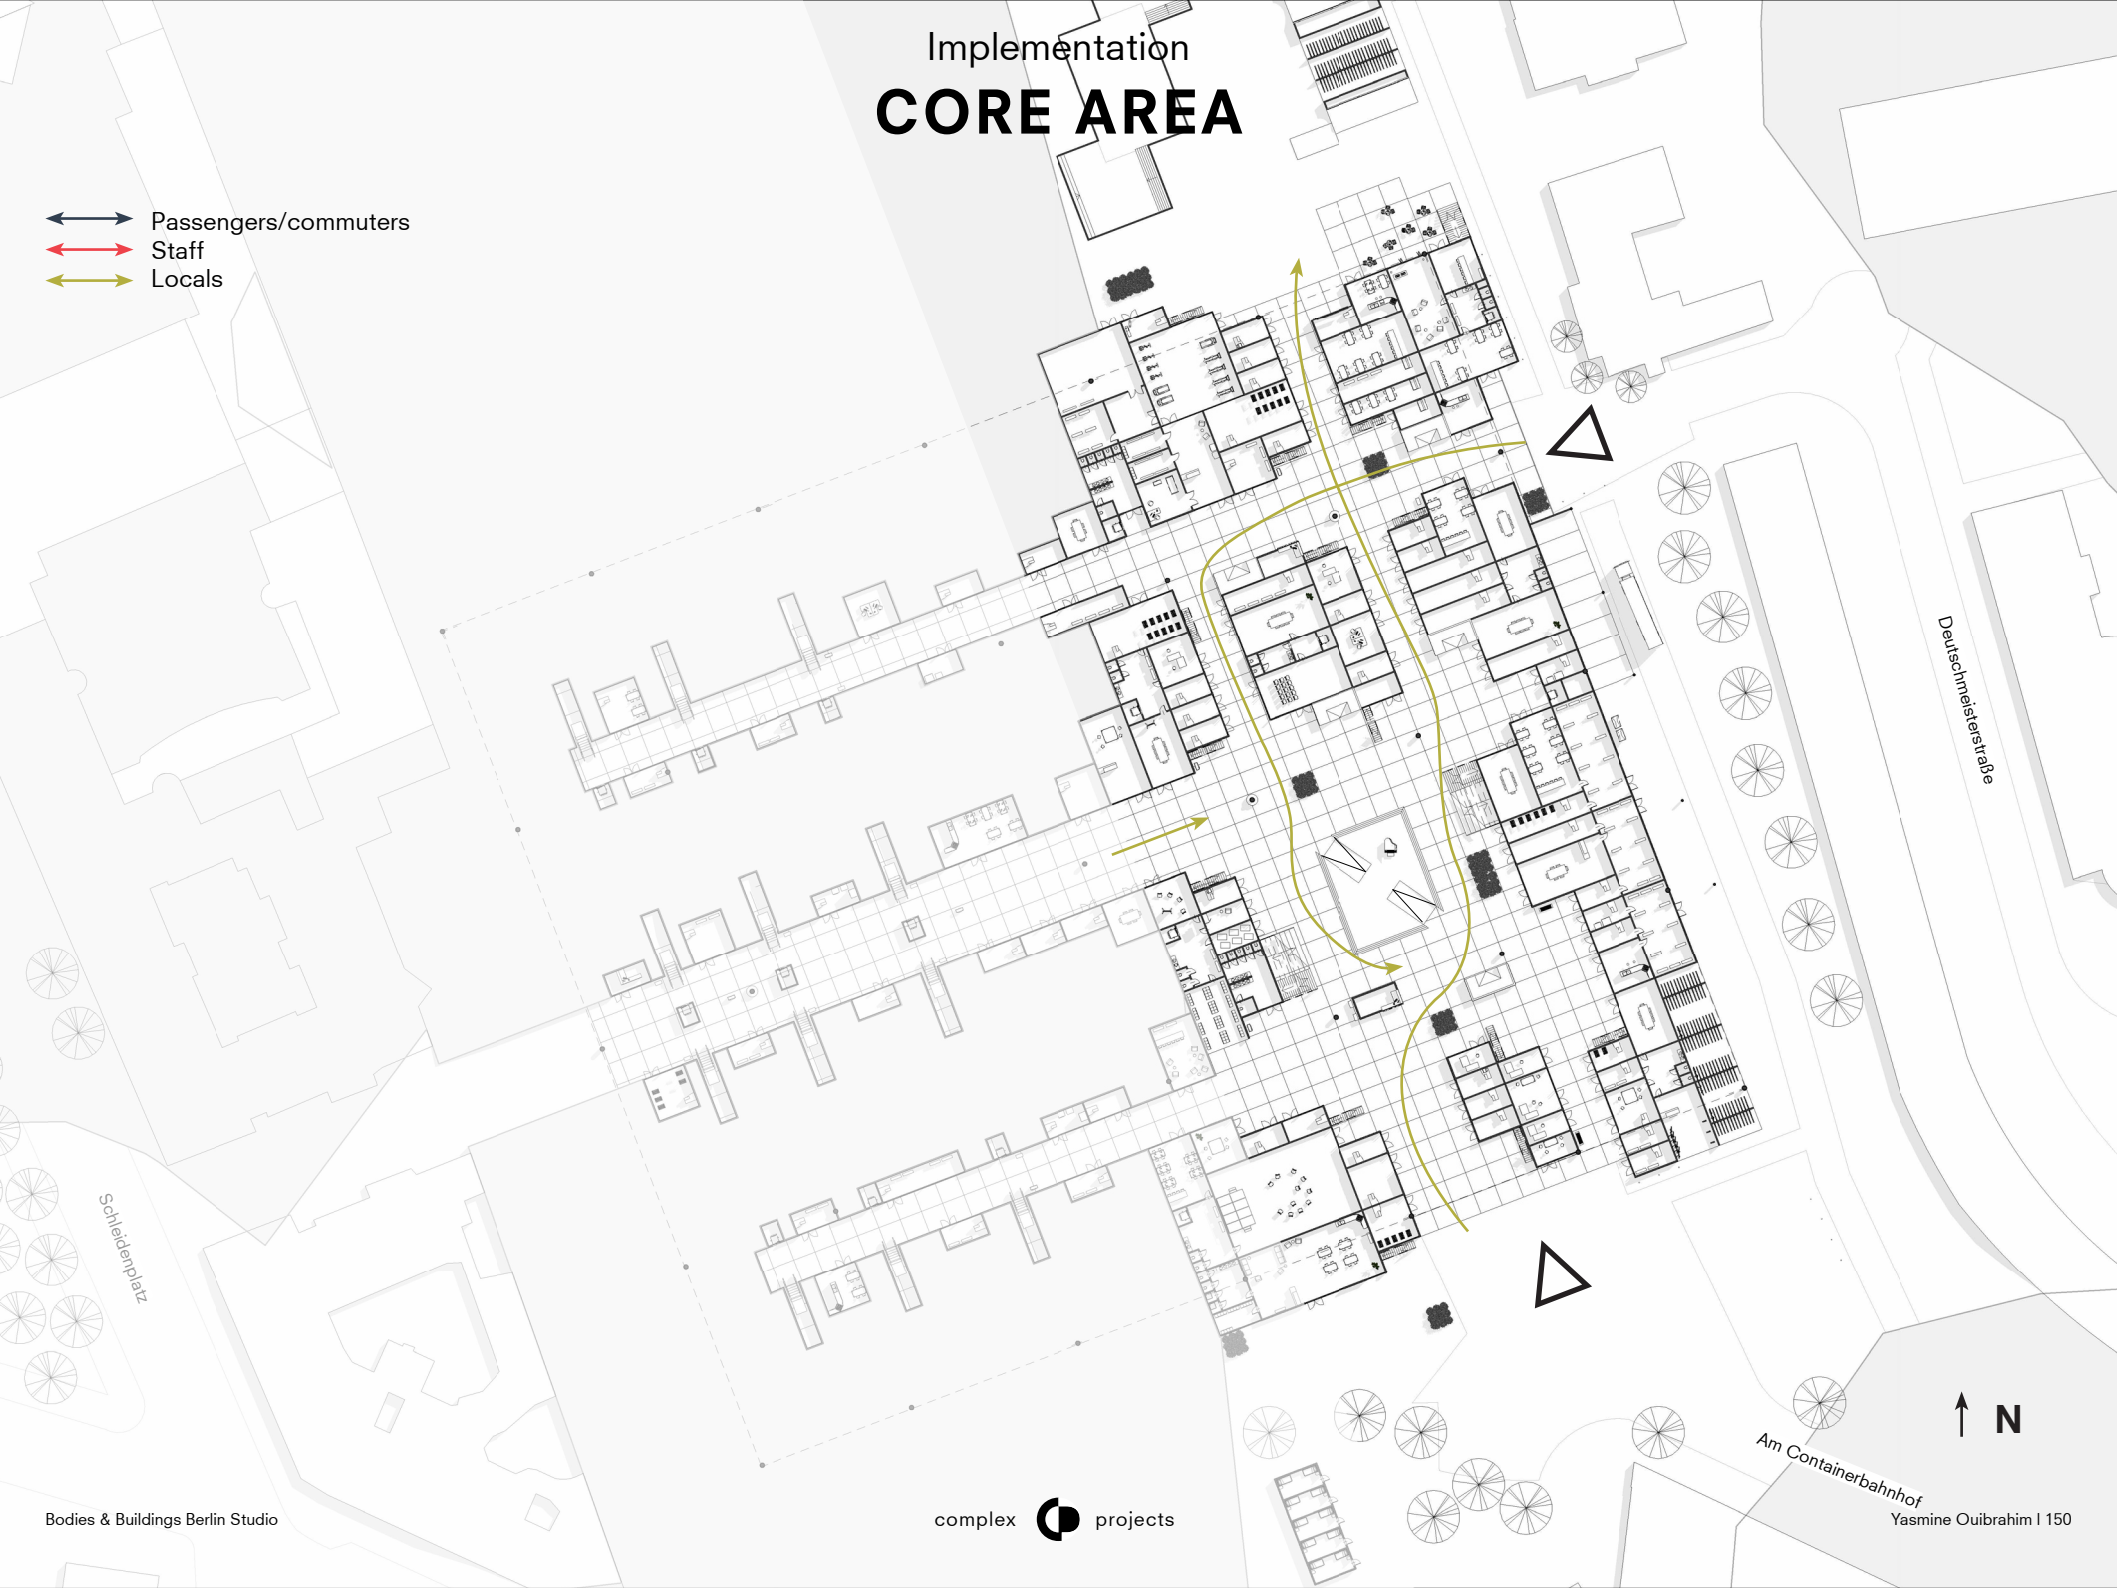 Implementation
CORE AREA
Passengers/commuters
Staff
Locals
Deutschmeisterstraße
Schleidenplatz
N
Am Containerbahnhof
Bodies & Buildings Berlin Studio
complex projects
Yasmine Ouibrahim | 150